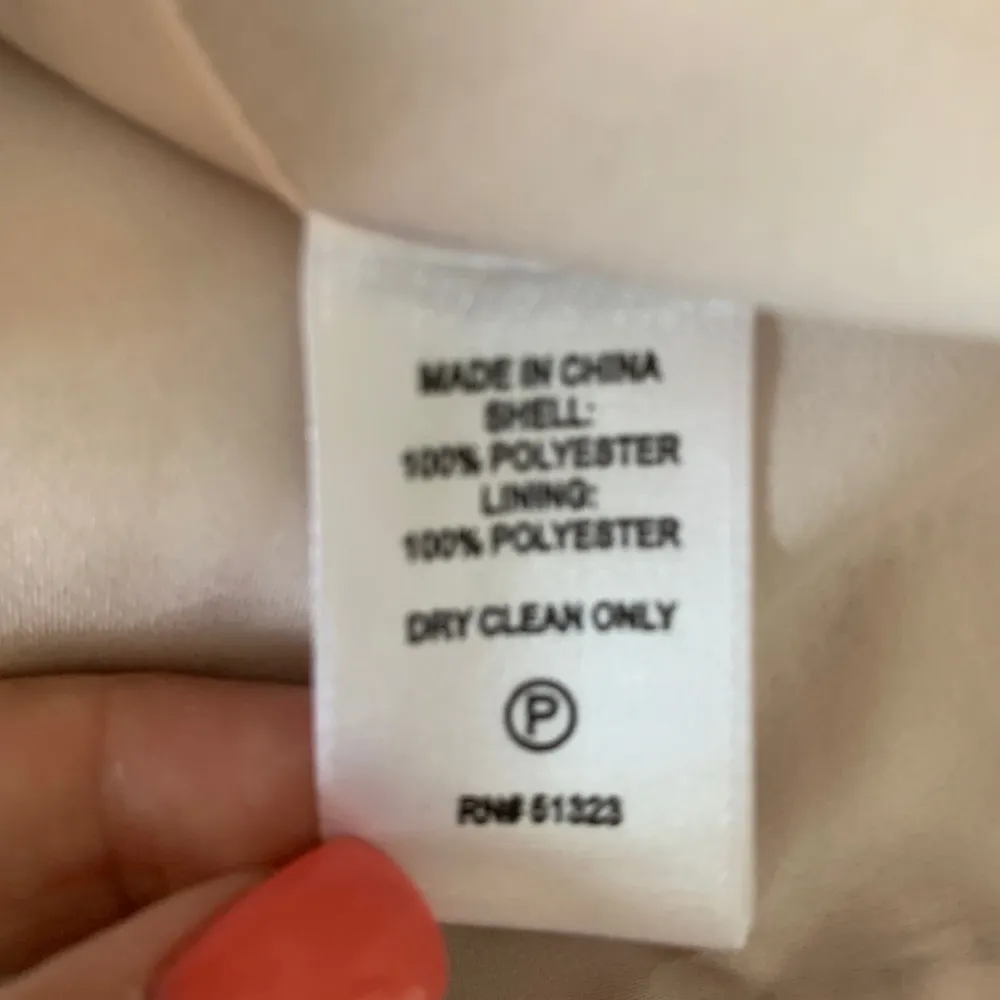 MADE IN CHINA
SHELL:
100% POLYESTER
LINING:
100% POLYESTER
DRY CLEAN ONLY
P
RN# 51323